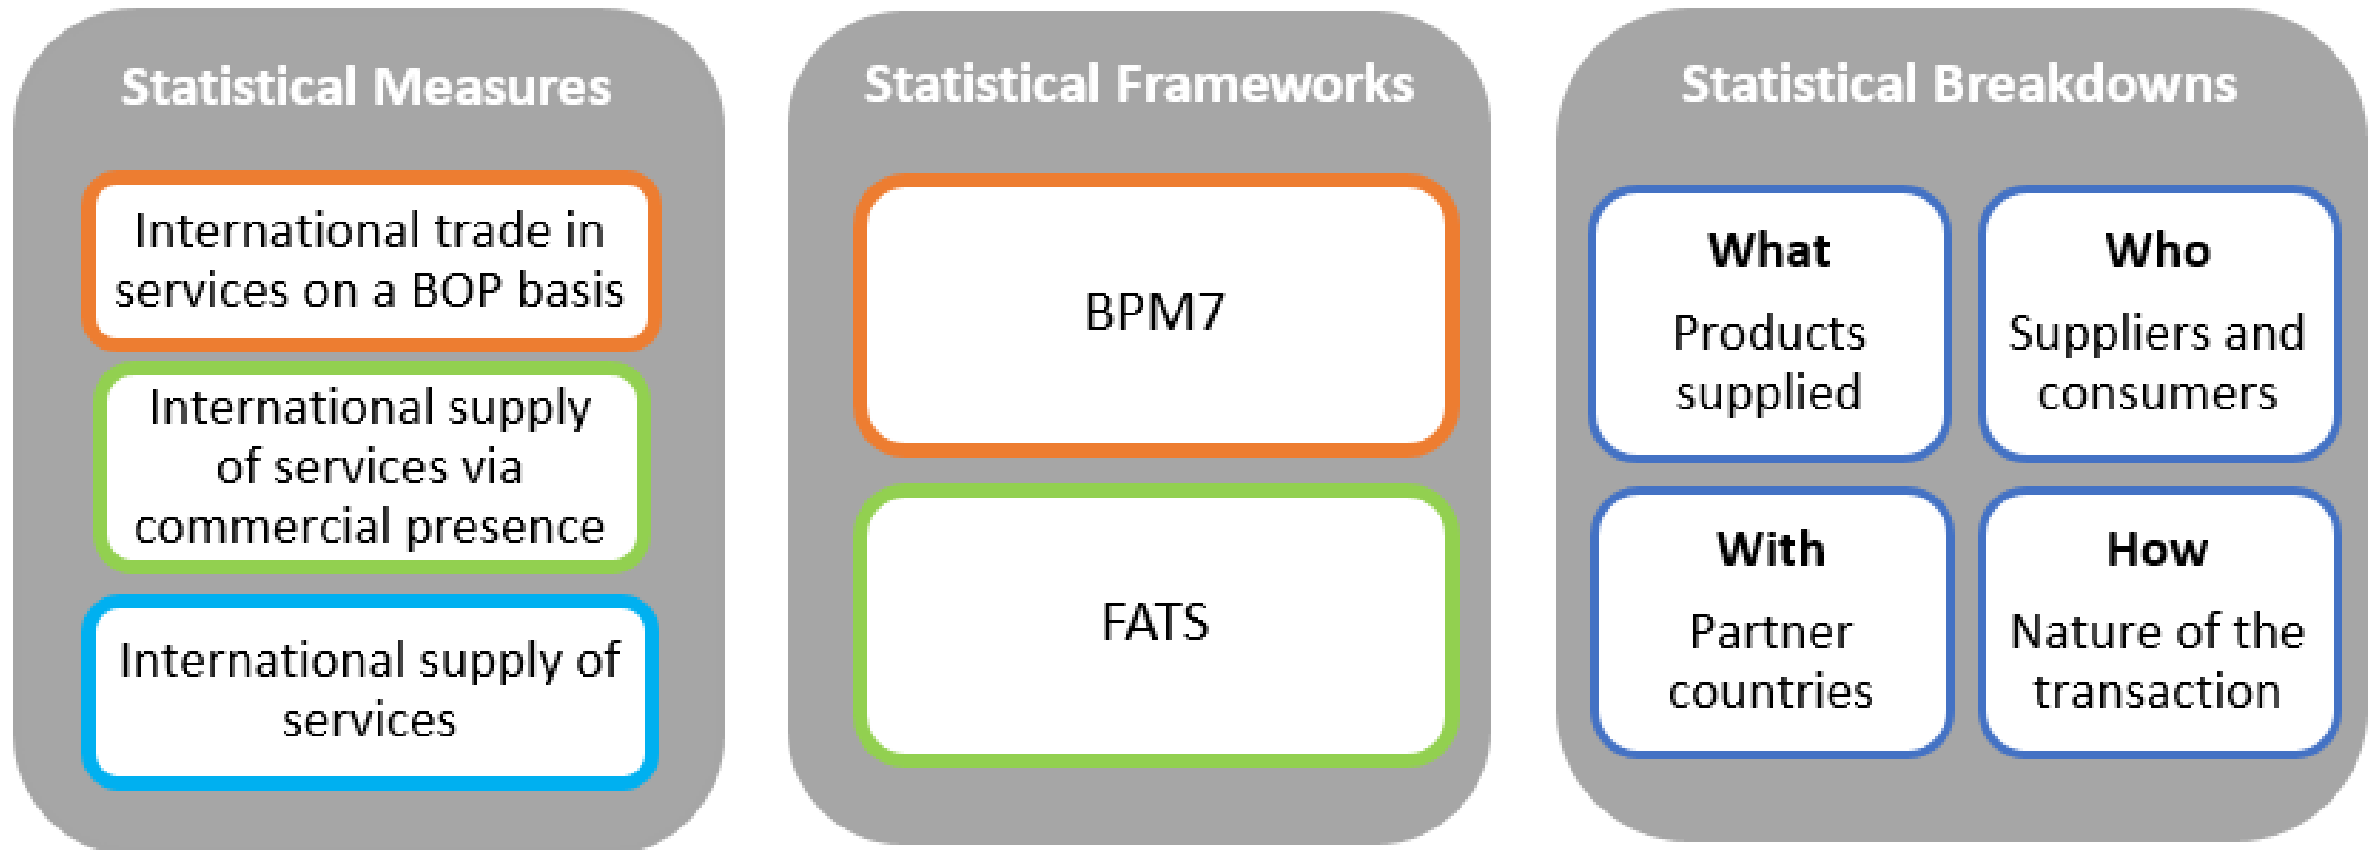 Statistical Measures
International trade in
services on a BOP basis
International supply
of services via
commercial presence
International supply of
services
Statistical Frameworks
BPM7
FATS
Statistical Breakdowns
What
Products
supplied
Who
Suppliers and
consumers
With
Partner
countries
How
Nature of the
transaction